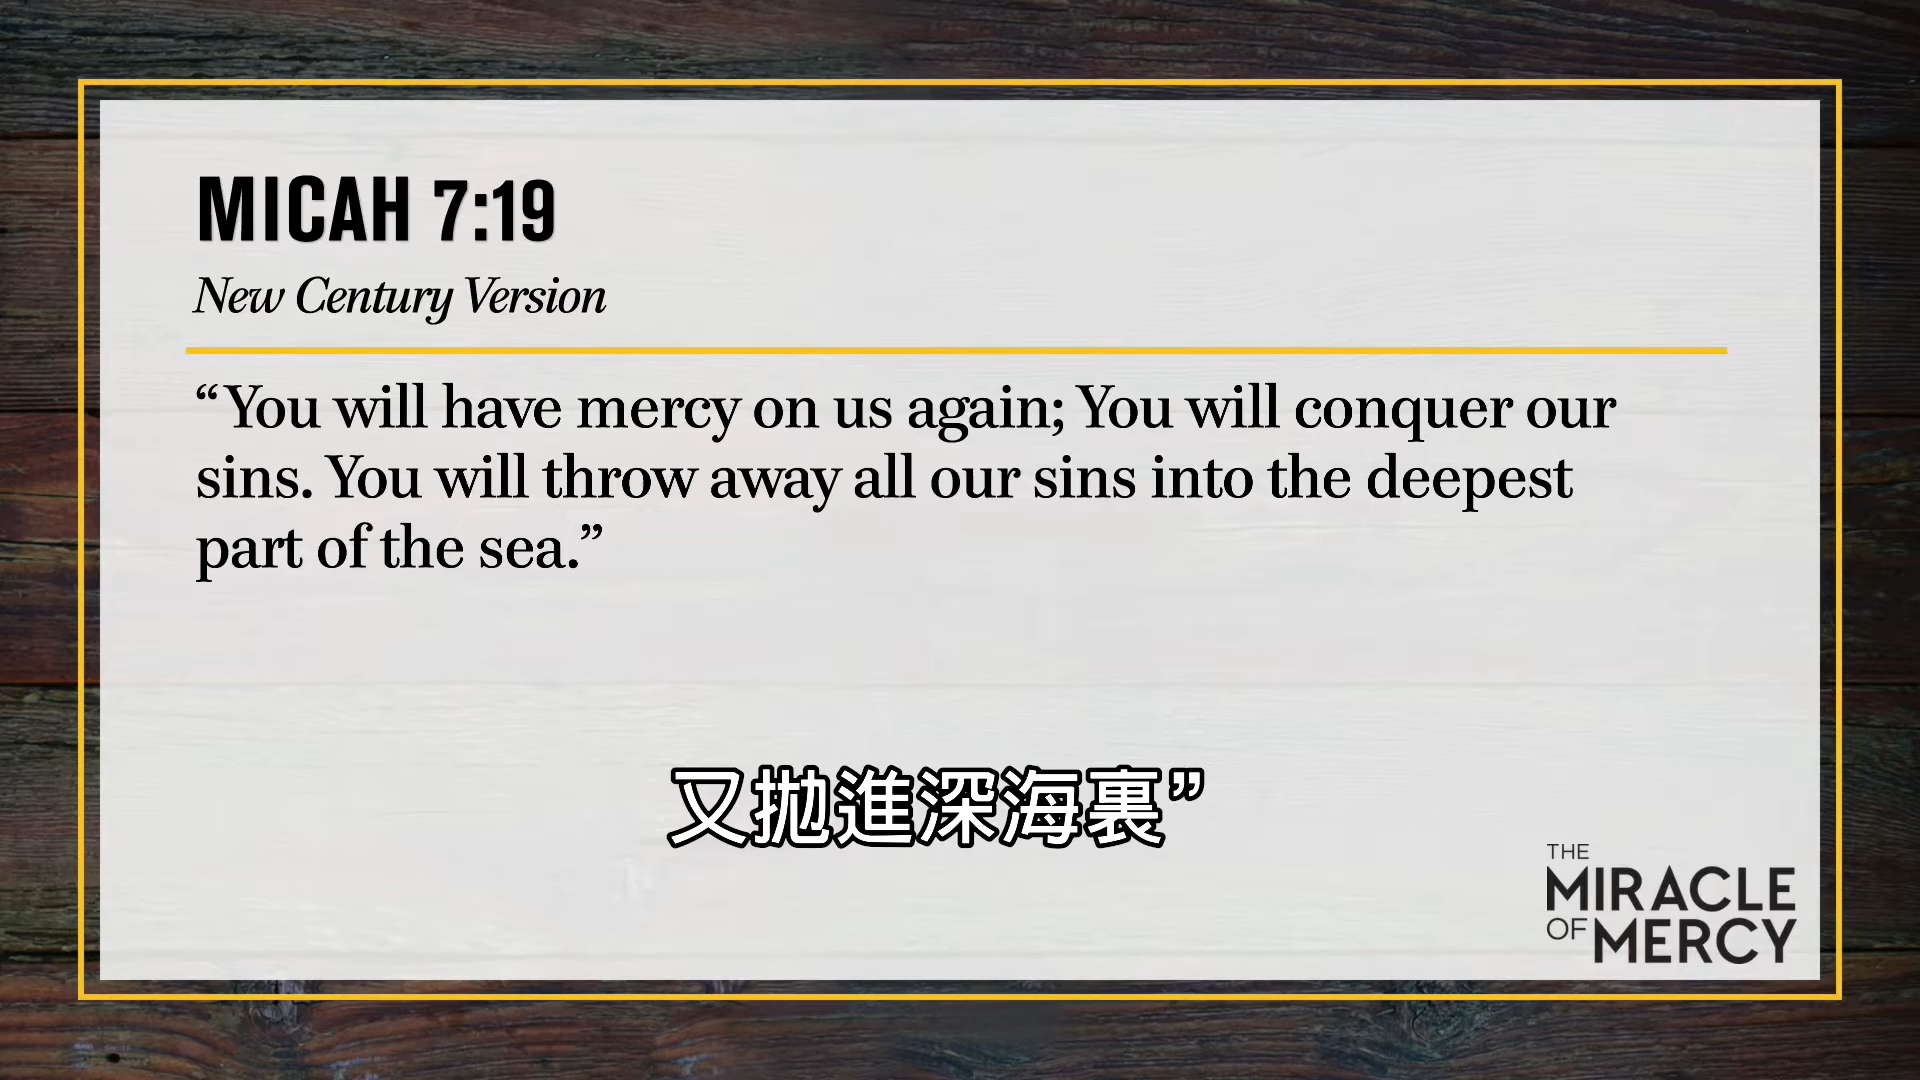 MICAH 7:19
New Century Version
“You will have mercy on us again; You will conquer our
sins. You will throw away all our sins into the deepest
part of the sea.”
又拋進深海裏”
THE
MIRACLE
OF MERCY